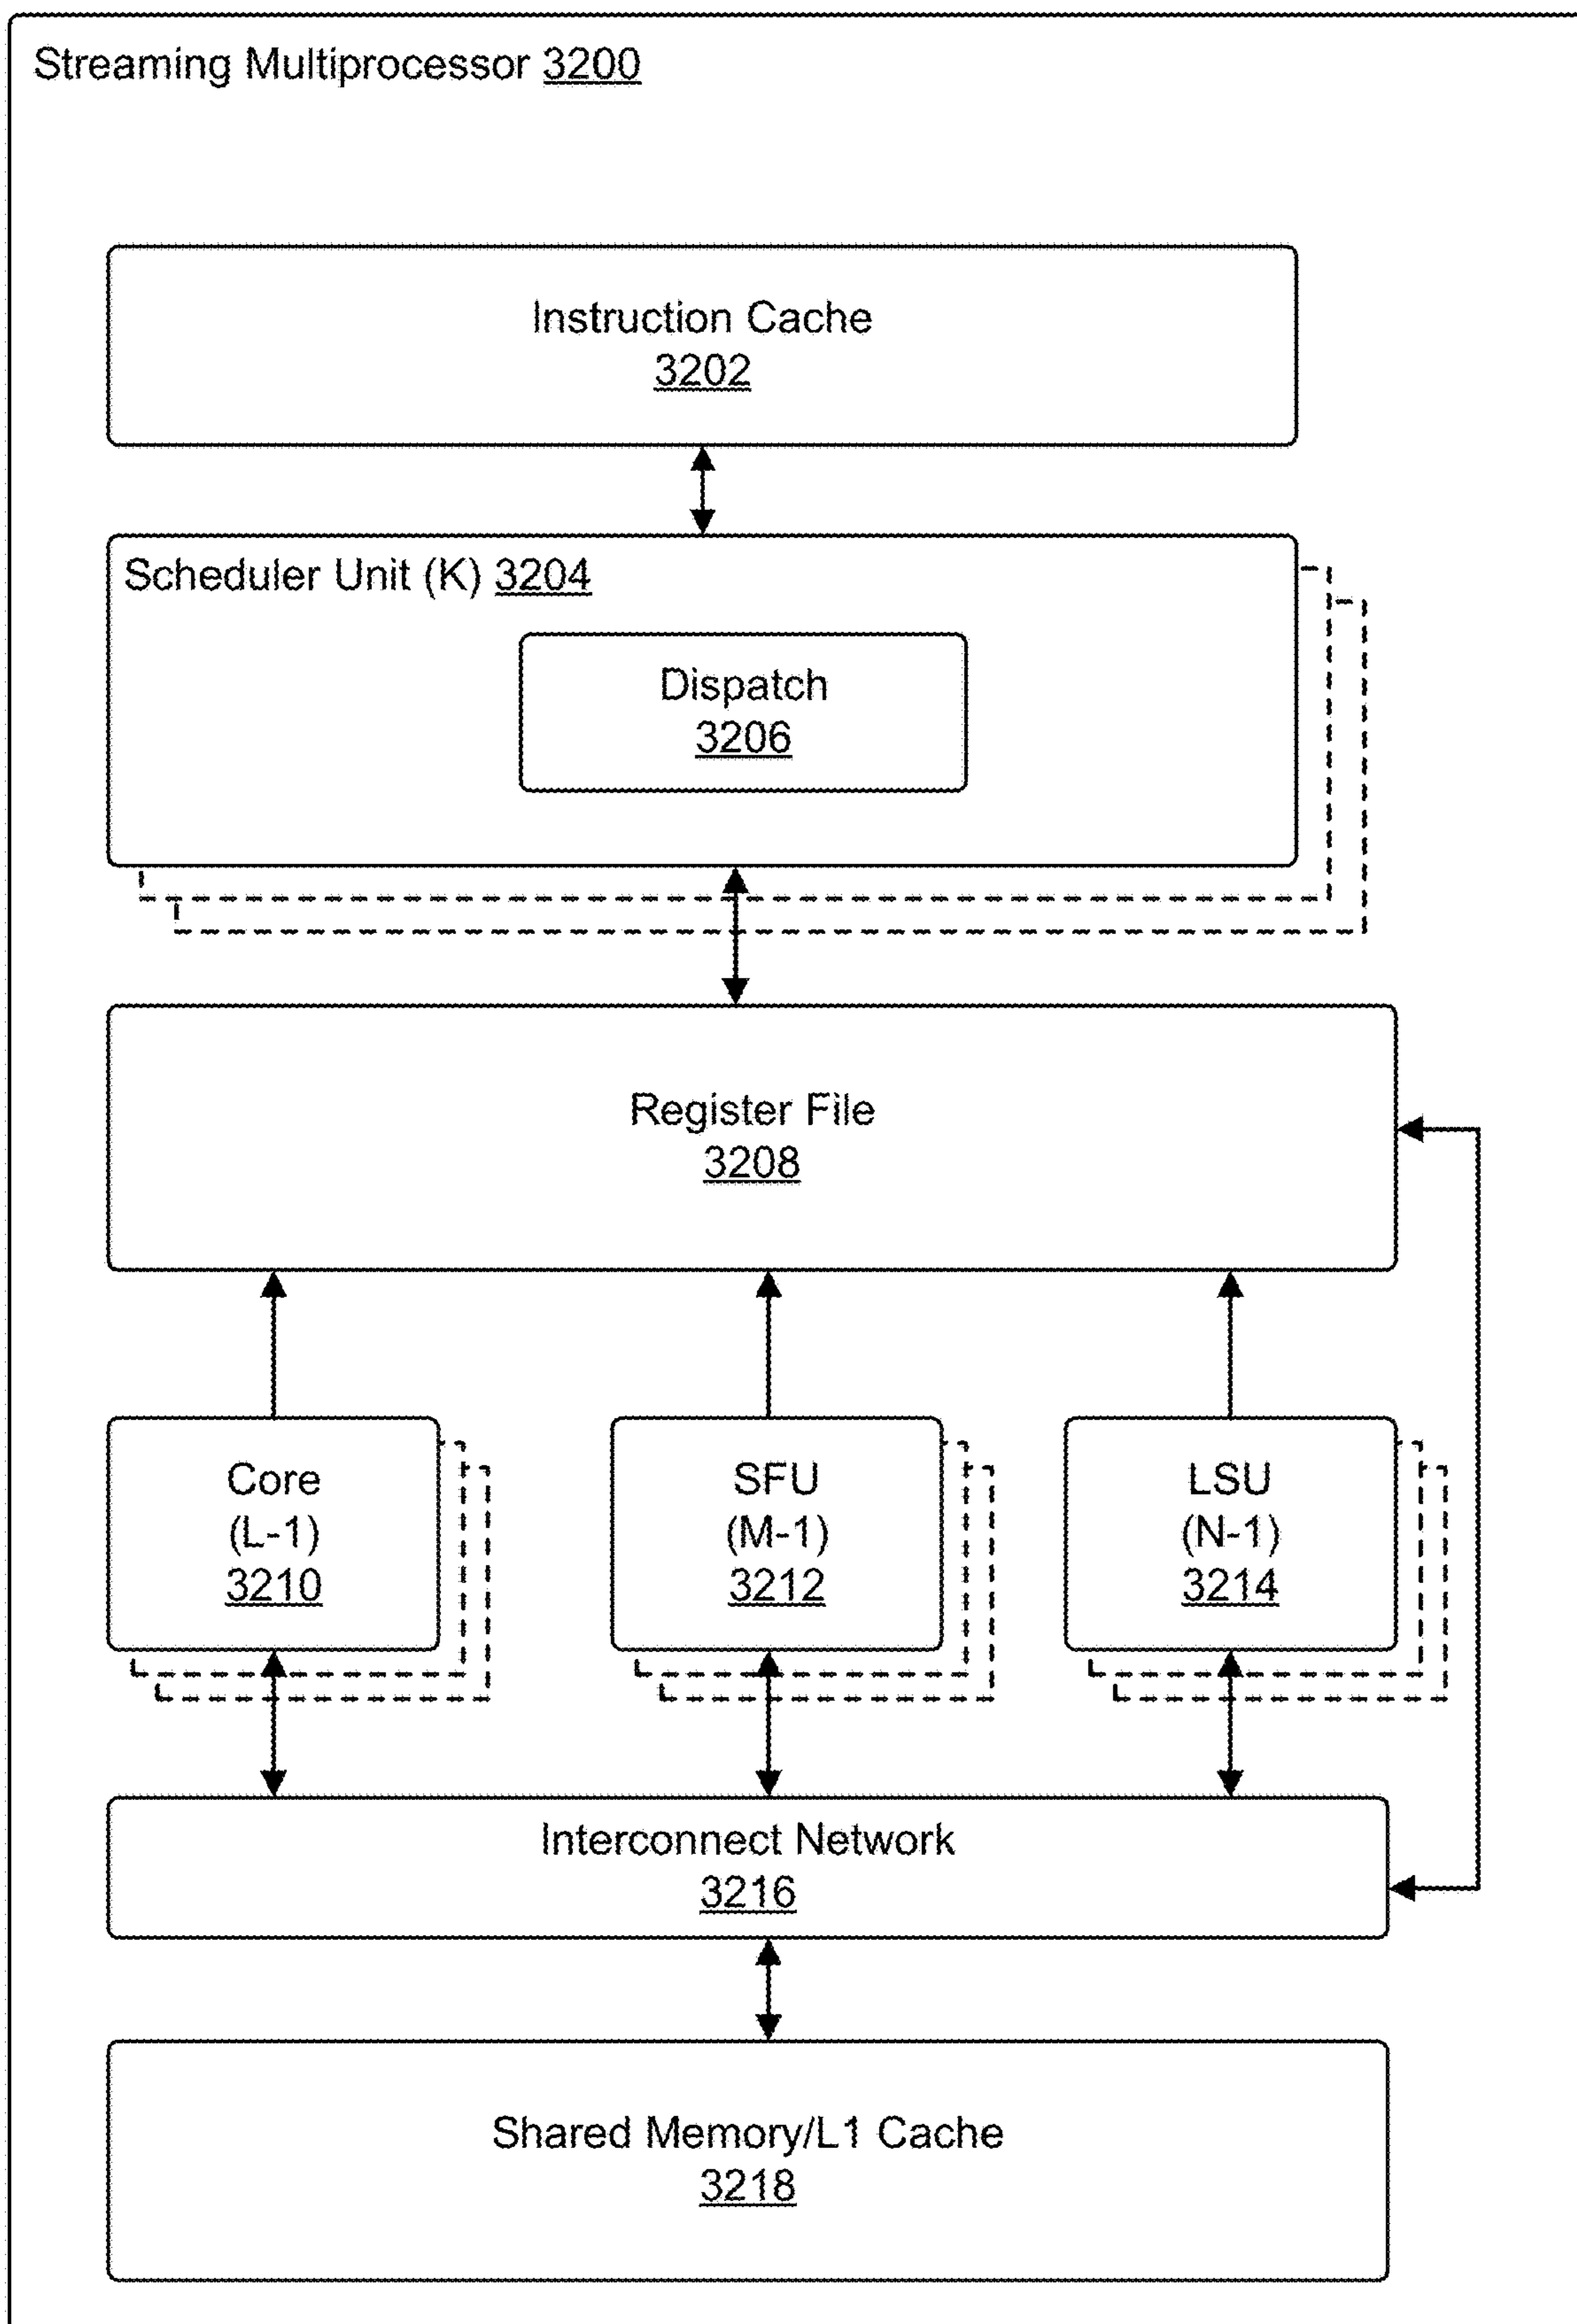 Streaming Multiprocessor 3200
Instruction Cache
3202
Scheduler Unit (K) 3204
Dispatch
3206
Register File
3208
Core
(L-1)
3210
SFU
(M-1)
3212
LSU
(N-1)
3214
Interconnect Network
3216
Shared Memory/L1 Cache
3218